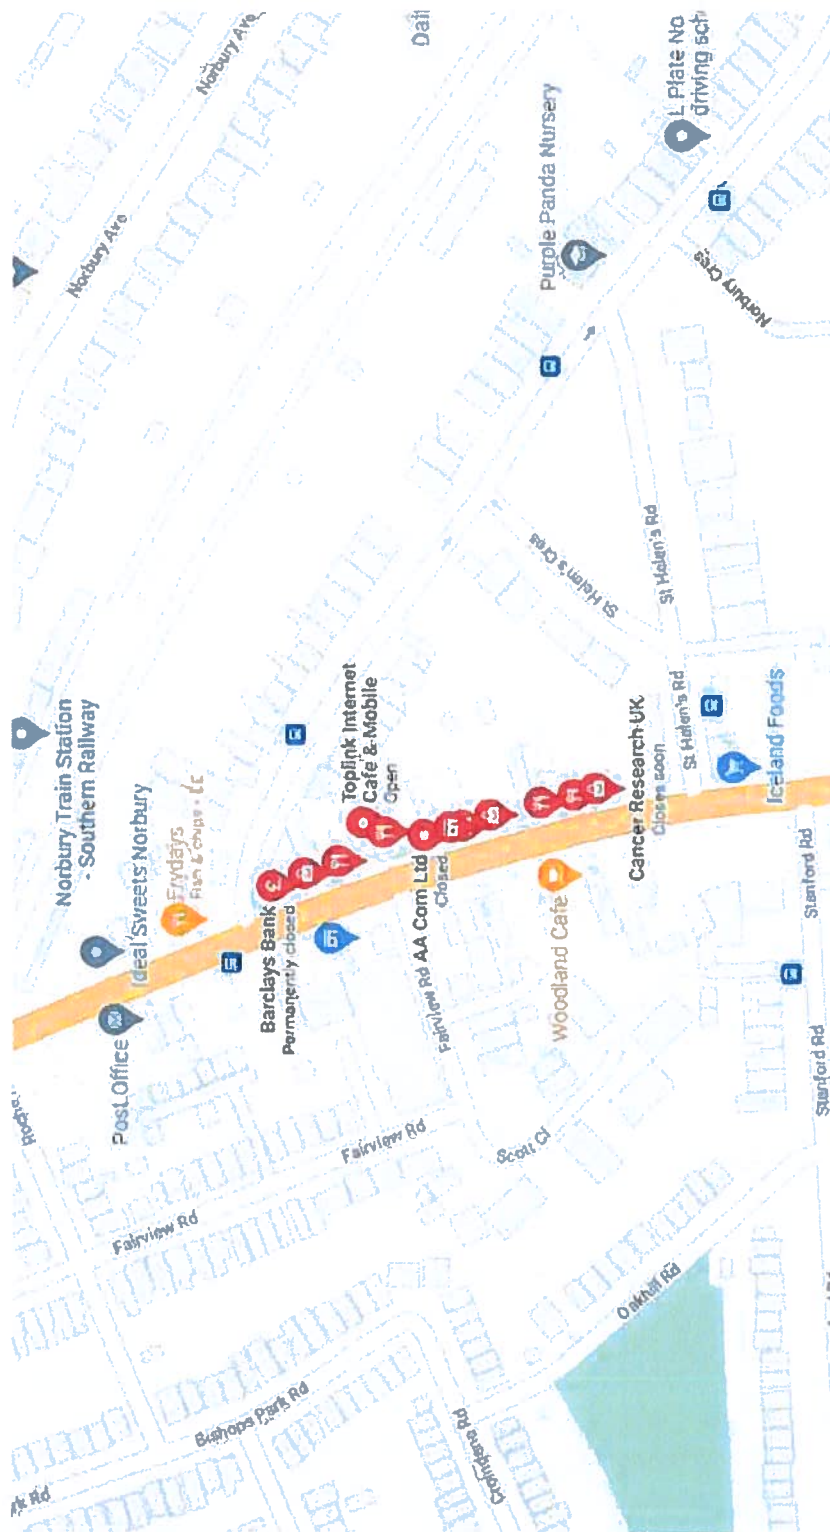 Norbury Ave
Norbury Ave
Purple Panda Nursery
L Plate No
driving sch
Norbury Cres
St Helen's Cres
St Helen's Rd
St Helen's Rd
Norbury Train Station
- Southern Railway
Ideal Sweets Norbury
Frydays
Fish & chips • ££
Post Office
Barclays Bank
Permanently closed
Toplink Internet
Cafe & Mobile
Open
AA Com Ltd
Closed
Cancer Research UK
Closes soon
Iceland Foods
Woodland Cafe
Stanford Rd
Stanford Rd
Fairview Rd
Fairview Rd
Fairview Rd
Scott Cl
Oakhill Rd
Bishops Park Rd
rk Rd